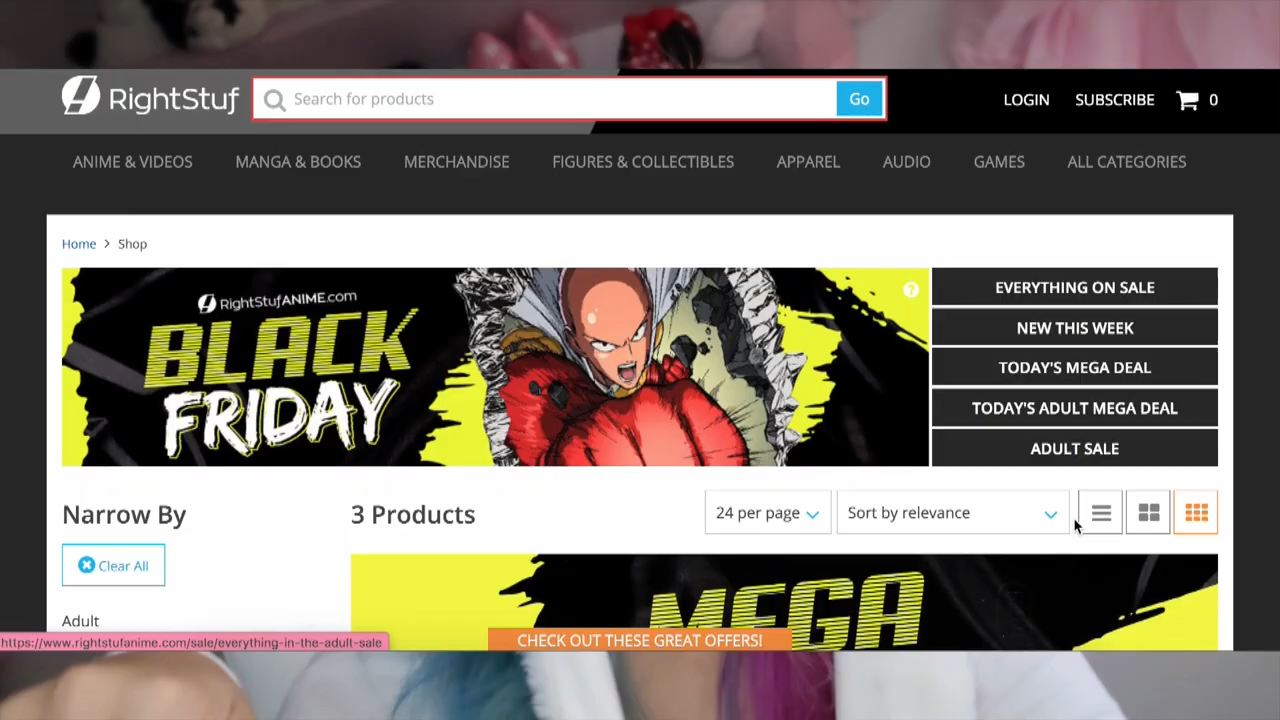 RightStuf
Search for products
Go
LOGIN
SUBSCRIBE
0
ANIME & VIDEOS
MANGA & BOOKS
MERCHANDISE
FIGURES & COLLECTIBLES
APPAREL
AUDIO
GAMES
ALL CATEGORIES
Home > Shop
RightStufANIME.com
BLACK
FRIDAY
?
EVERYTHING ON SALE
NEW THIS WEEK
TODAY'S MEGA DEAL
TODAY'S ADULT MEGA DEAL
ADULT SALE
Narrow By
3 Products
24 per page
Sort by relevance
Clear All
MEGA
Adult
https://www.rightstufanime.com/sale/everything-in-the-adult-sale
CHECK OUT THESE GREAT OFFERS!